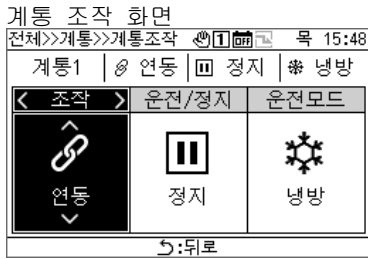 계통 조작 화면
전체>>계통>>계통조작 1 OFF 목 15:48
계통1 연동 정지 냉방
< 조작 > 운전/정지 운전모드
연동 정지 냉방
:뒤로